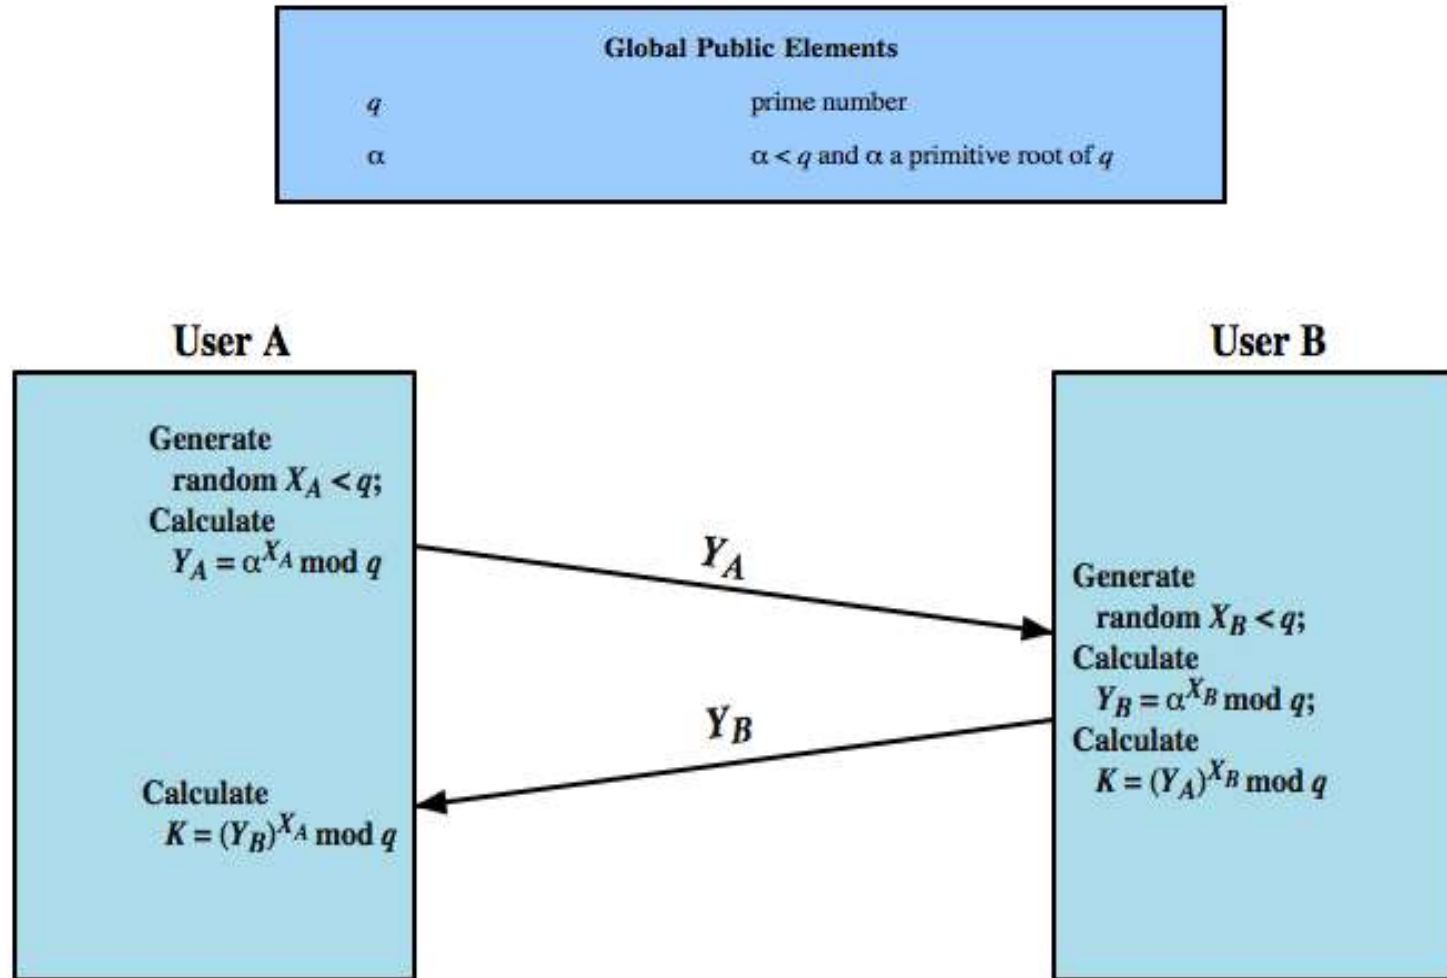 Global Public Elements
q prime number
α α < q and α a primitive root of q
User A
Generate
random X_A < q;
Calculate
Y_A = α^{X_A} mod q
Y_A
Y_B
Calculate
K = (Y_B)^{X_A} mod q
User B
Generate
random X_B < q;
Calculate
Y_B = α^{X_B} mod q;
Calculate
K = (Y_A)^{X_B} mod q